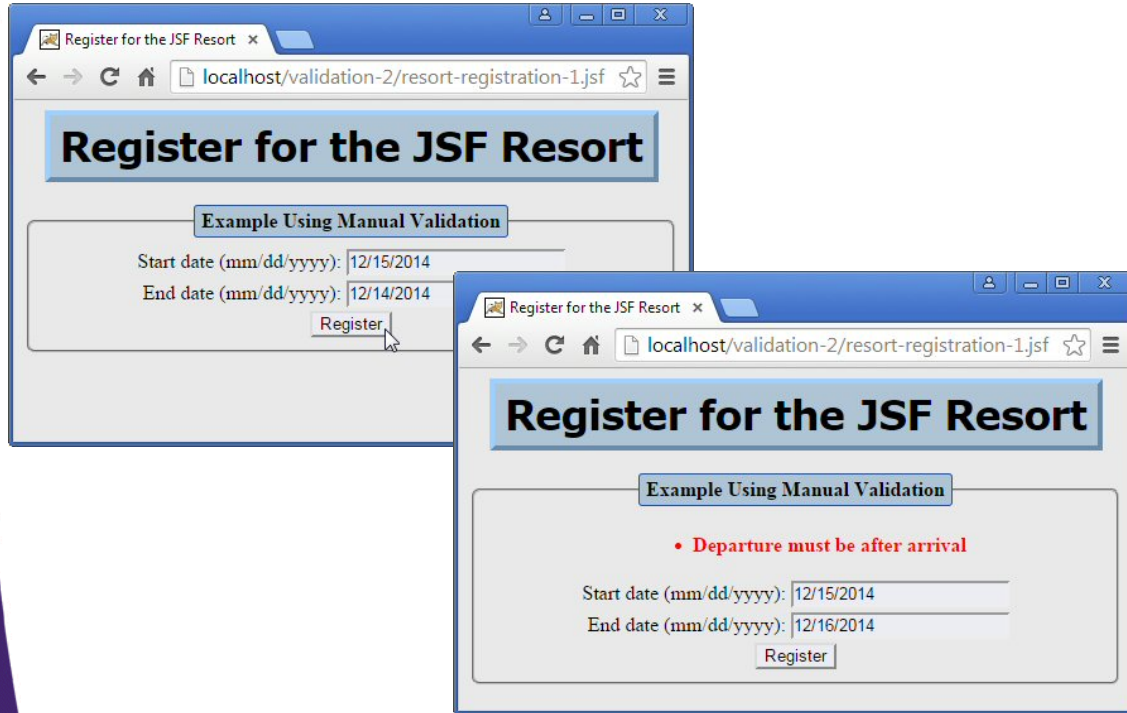 Register for the JSF Resort
localhost/validation-2/resort-registration-1.jsf
Register for the JSF Resort
Example Using Manual Validation
Start date (mm/dd/yyyy): 12/15/2014
End date (mm/dd/yyyy): 12/14/2014
Register
Register for the JSF Resort
localhost/validation-2/resort-registration-1.jsf
Register for the JSF Resort
Example Using Manual Validation
• Departure must be after arrival
Start date (mm/dd/yyyy): 12/15/2014
End date (mm/dd/yyyy): 12/16/2014
Register